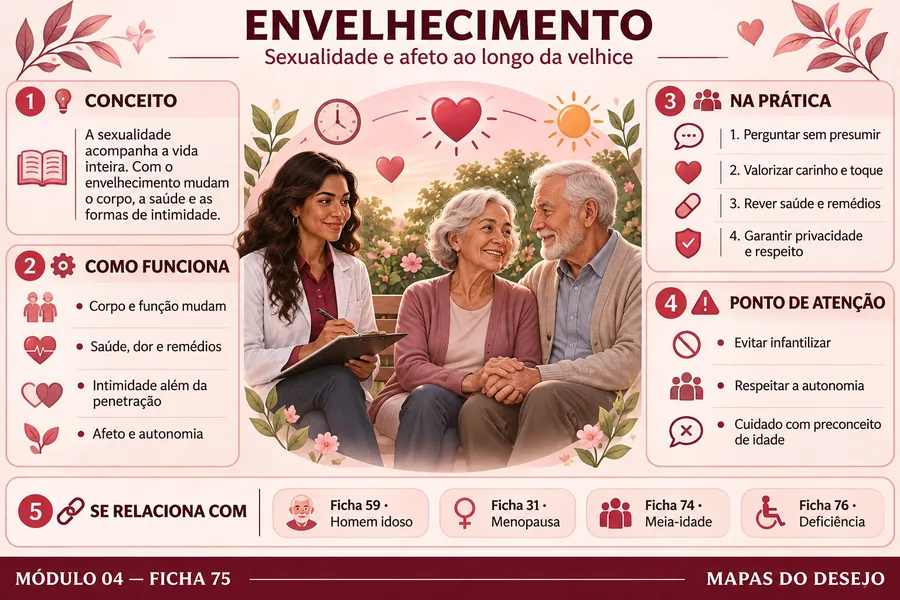 ENVELHECIMENTO
Sexualidade e afeto ao longo da velhice
1 CONCEITO
A sexualidade
acompanha a vida
inteira. Com o
envelhecimento mudam
o corpo, a saúde e as
formas de intimidade.
2 COMO FUNCIONA
• Corpo e função mudam
• Saúde, dor e remédios
• Intimidade além da
penetração
• Afeto e autonomia
3 NA PRÁTICA
1. Perguntar sem presumir
2. Valorizar carinho e toque
3. Rever saúde e remédios
4. Garantir privacidade
e respeito
4 PONTO DE ATENÇÃO
• Evitar infantilizar
• Respeitar a autonomia
• Cuidado com preconceito
de idade
5 SE RELACIONA COM
Ficha 59 •
Homem idoso
Ficha 31 •
Menopausa
Ficha 74 •
Meia-idade
Ficha 76 •
Deficiência
MÓDULO 04 — FICHA 75
MAPAS DO DESEJO